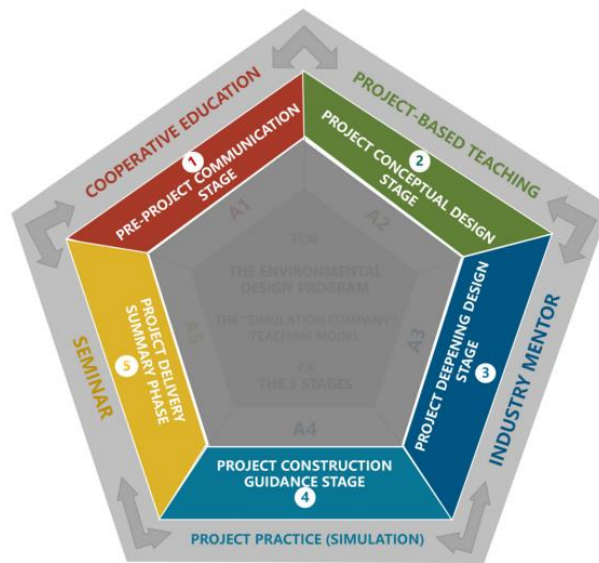 COOPERATIVE EDUCATION
1
PRE-PROJECT COMMUNICATION
STAGE
PROJECT-BASED TEACHING
2
PROJECT CONCEPTUAL DESIGN
STAGE
INDUSTRY MENTOR
3
PROJECT DEEPENING DESIGN
STAGE
PROJECT CONSTRUCTION
GUIDANCE STAGE
4
PROJECT PRACTICE (SIMULATION)
SEMINAR
5
PROJECT DELIVERY
SUMMARY PHASE
A1
A2
A3
A4
A5
FOR
THE ENVIRONMENTAL
DESIGN PROGRAM
THE "SIMULATION COMPANY"
TEACHING MODEL
OF
THE 5 STAGES